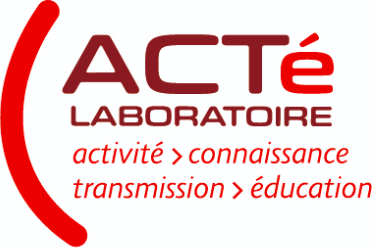 ACTé
LABORATOIRE
activité > connaissance
transmission > éducation